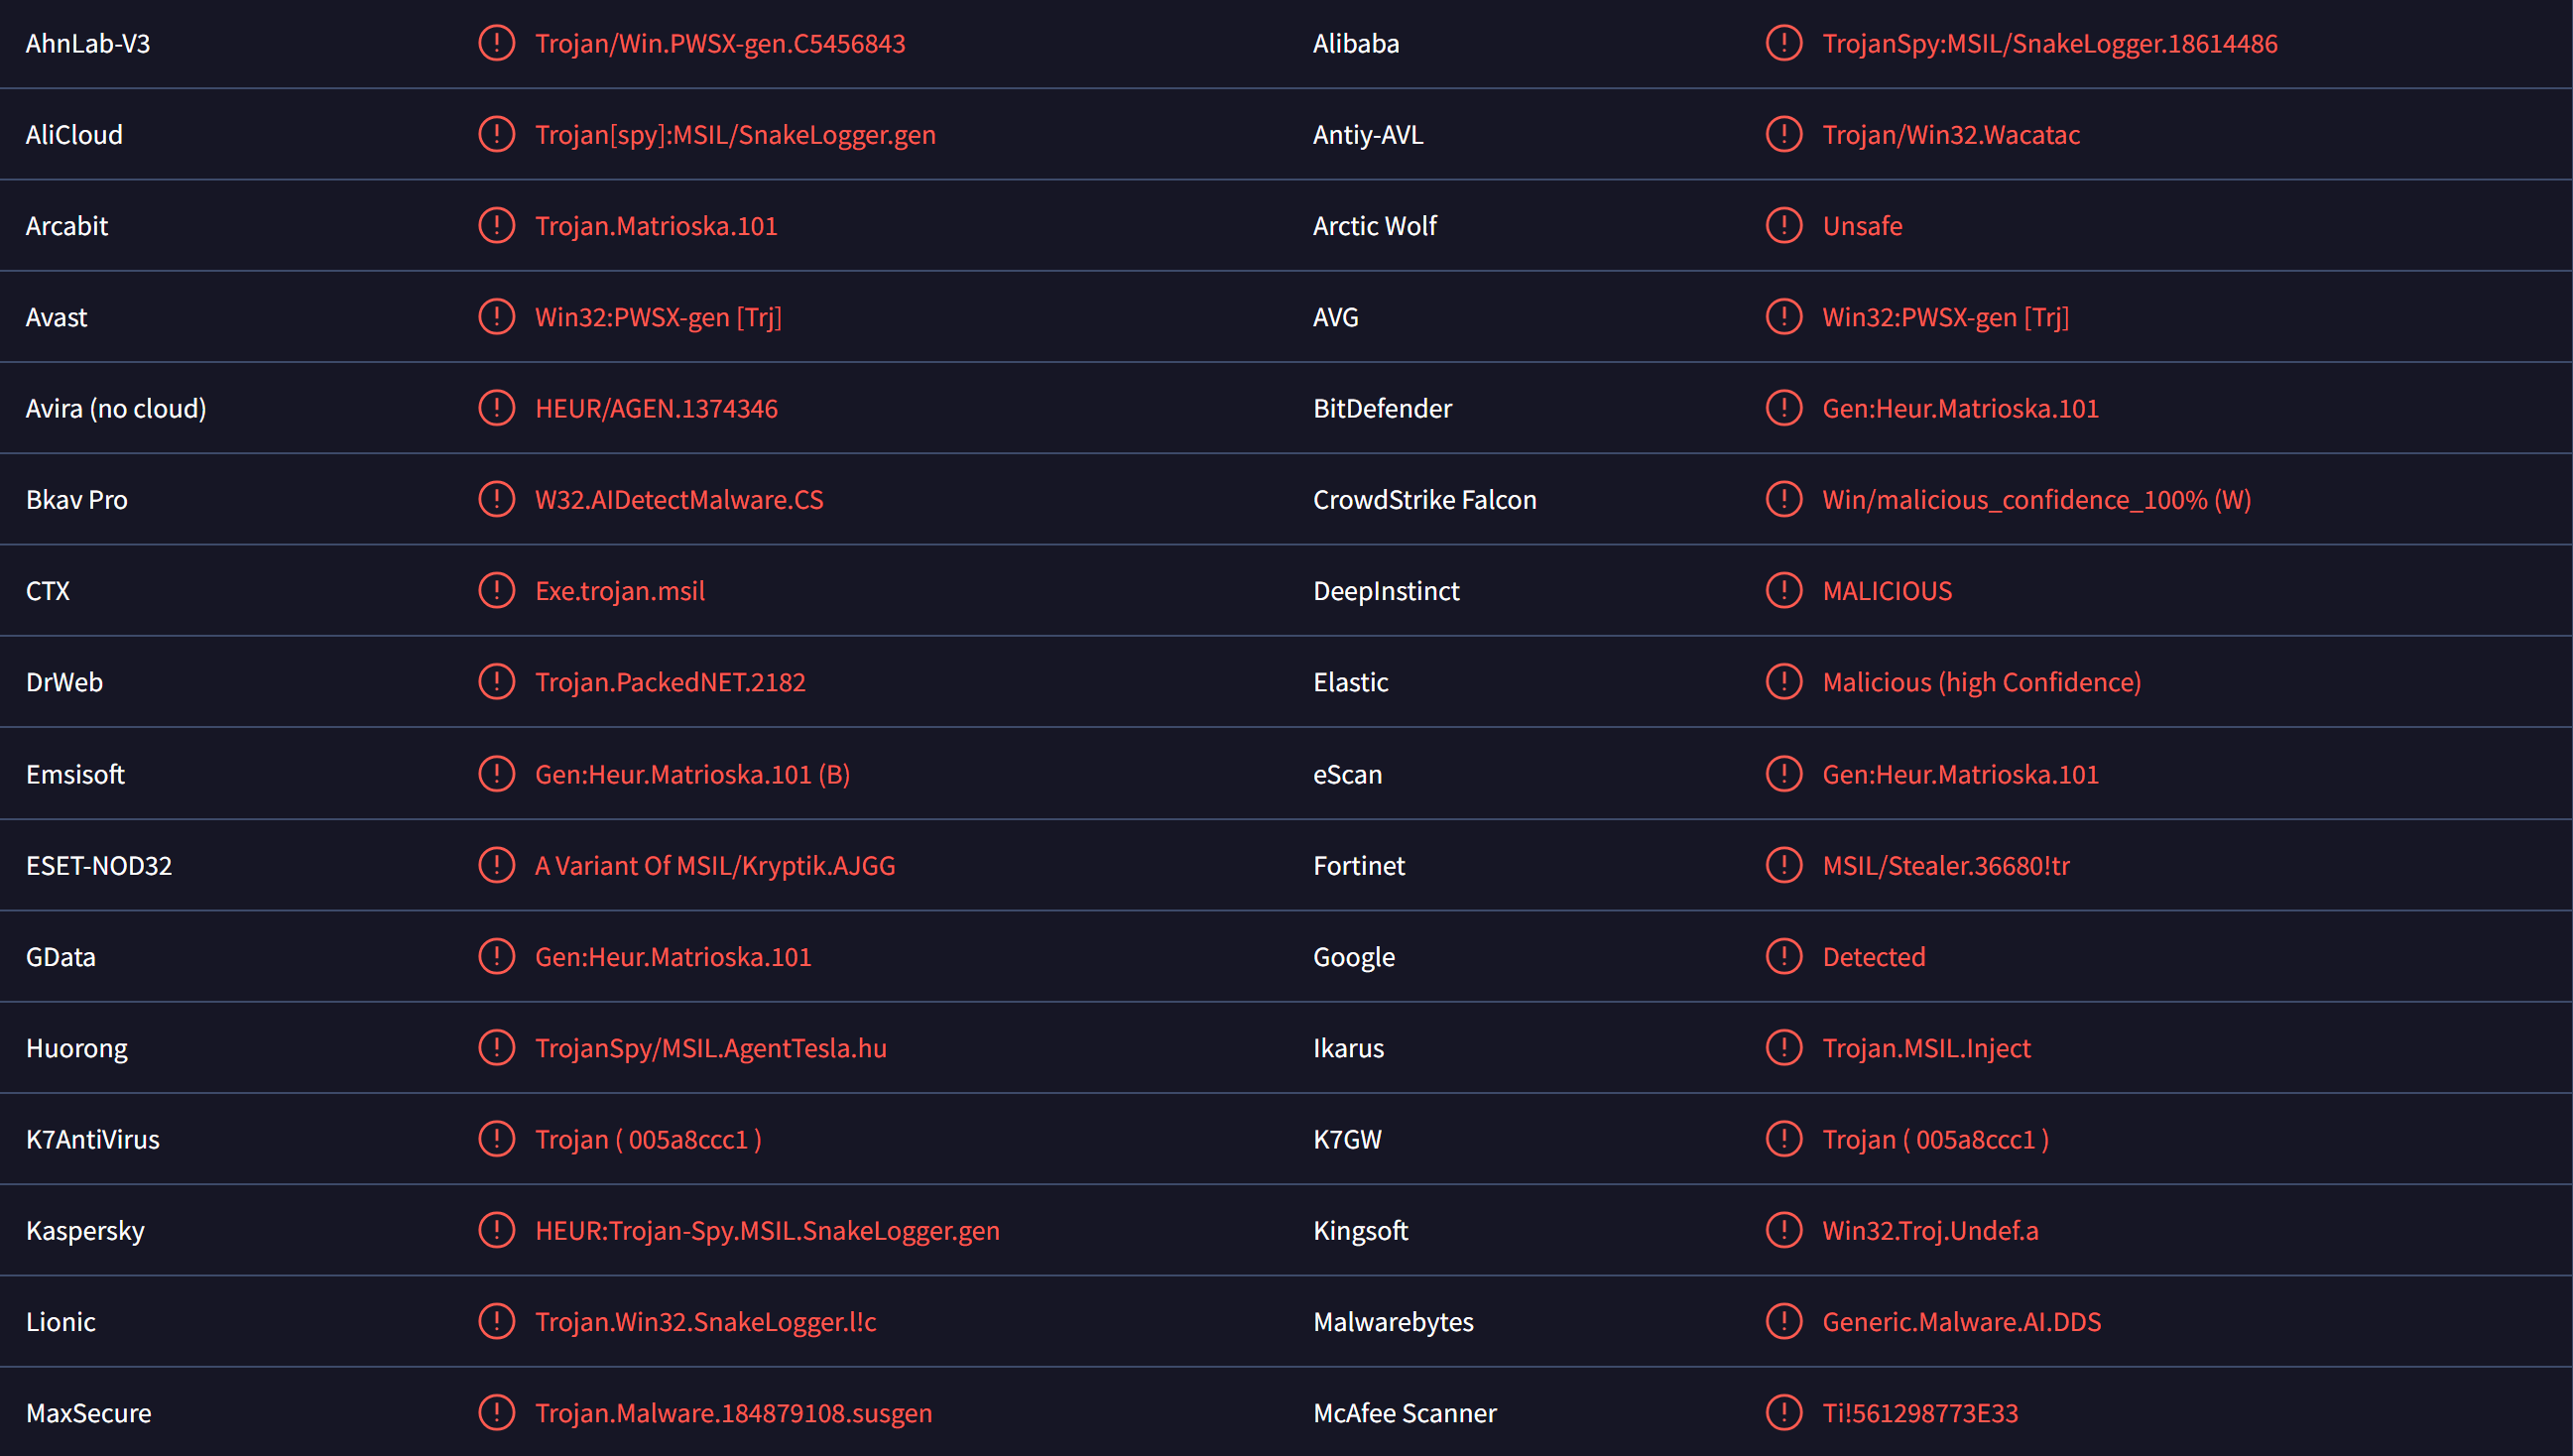 AhnLab-V3 Trojan/Win.PWSX-gen.C5456843 Alibaba TrojanSpy:MSIL/SnakeLogger.18614486
AliCloud Trojan[spy]:MSIL/SnakeLogger.gen Antiy-AVL Trojan/Win32.Wacatac
Arcabit Trojan.Matrioska.101 Arctic Wolf Unsafe
Avast Win32:PWSX-gen [Trj] AVG Win32:PWSX-gen [Trj]
Avira (no cloud) HEUR/AGEN.1374346 BitDefender Gen:Heur.Matrioska.101
Bkav Pro W32.AIDetectMalware.CS CrowdStrike Falcon Win/malicious_confidence_100% (W)
CTX Exe.trojan.msil DeepInstinct MALICIOUS
DrWeb Trojan.PackedNET.2182 Elastic Malicious (high Confidence)
Emsisoft Gen:Heur.Matrioska.101 (B) eScan Gen:Heur.Matrioska.101
ESET-NOD32 A Variant Of MSIL/Kryptik.AJGG Fortinet MSIL/Stealer.36680!tr
GData Gen:Heur.Matrioska.101 Google Detected
Huorong TrojanSpy/MSIL.AgentTesla.hu Ikarus Trojan.MSIL.Inject
K7AntiVirus Trojan ( 005a8ccc1 ) K7GW Trojan ( 005a8ccc1 )
Kaspersky HEUR:Trojan-Spy.MSIL.SnakeLogger.gen Kingsoft Win32.Troj.Undef.a
Lionic Trojan.Win32.SnakeLogger.l!c Malwarebytes Generic.Malware.AI.DDS
MaxSecure Trojan.Malware.184879108.susgen McAfee Scanner Ti!561298773E33